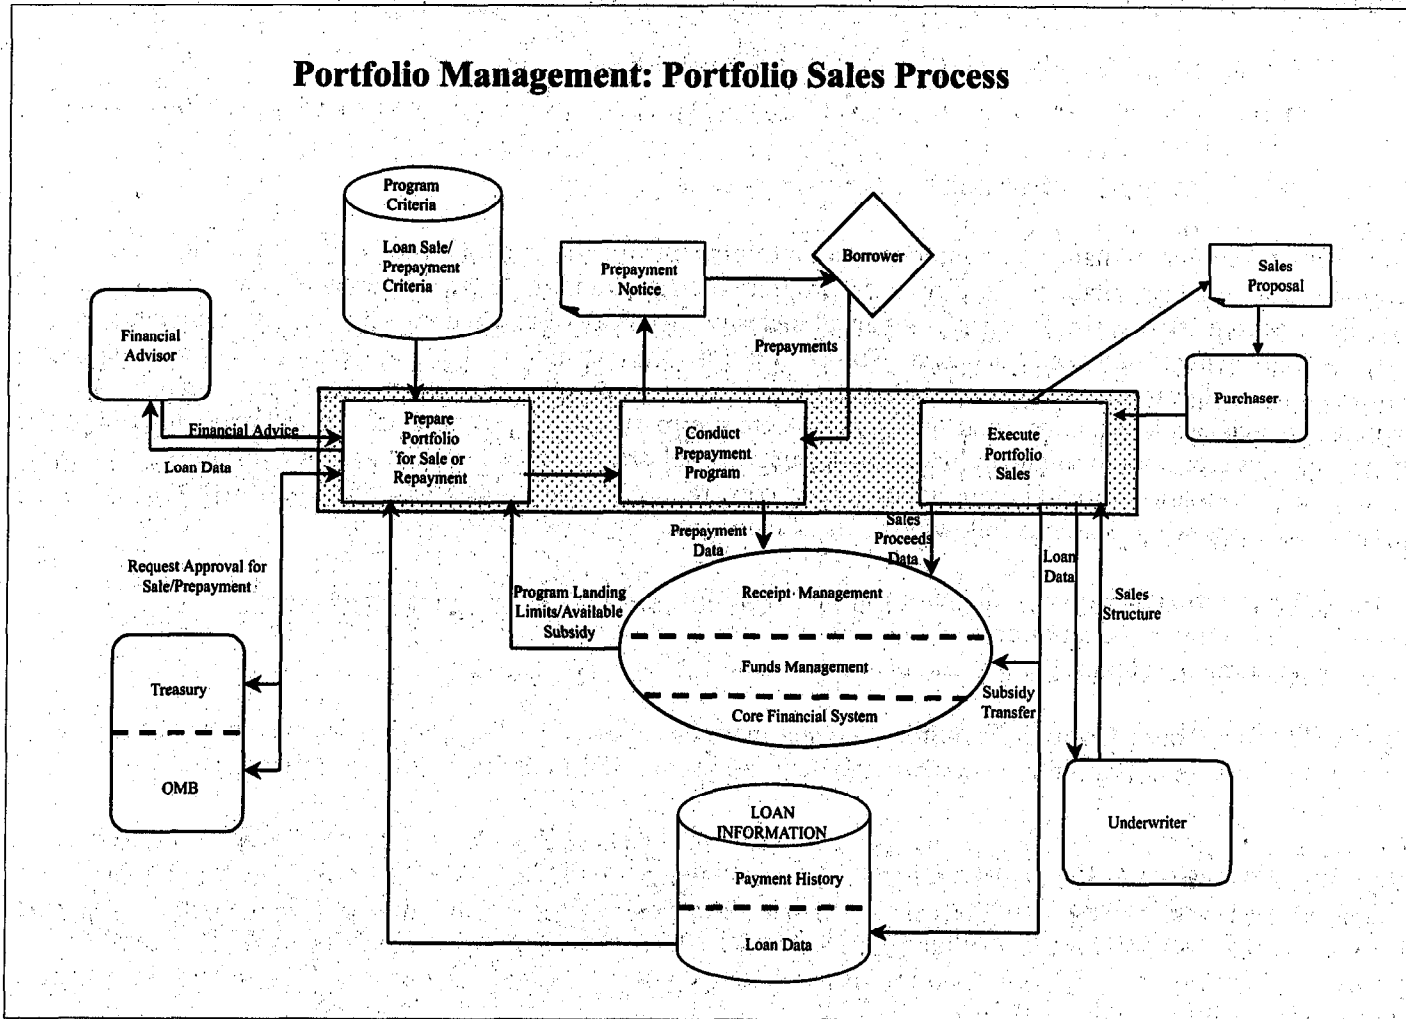 Portfolio Management: Portfolio Sales Process
Program
Criteria
Loan Sale/
Prepayment
Criteria
Prepayment
Notice
Borrower
Sales
Proposal
Financial
Advisor
Prepayments
Purchaser
Financial Advice
Loan Data
Prepare
Portfolio
for Sale or
Repayment
Conduct
Prepayment
Program
Execute
Portfolio
Sales
Prepayment
Data
Sales
Proceeds
Data
Loan
Data
Sales
Structure
Request Approval for
Sale/Prepayment
Program Landing
Limits/Available
Subsidy
Receipt Management
Funds Management
Core Financial System
Subsidy
Transfer
Treasury
OMB
LOAN
INFORMATION
Payment History
Loan Data
Underwriter